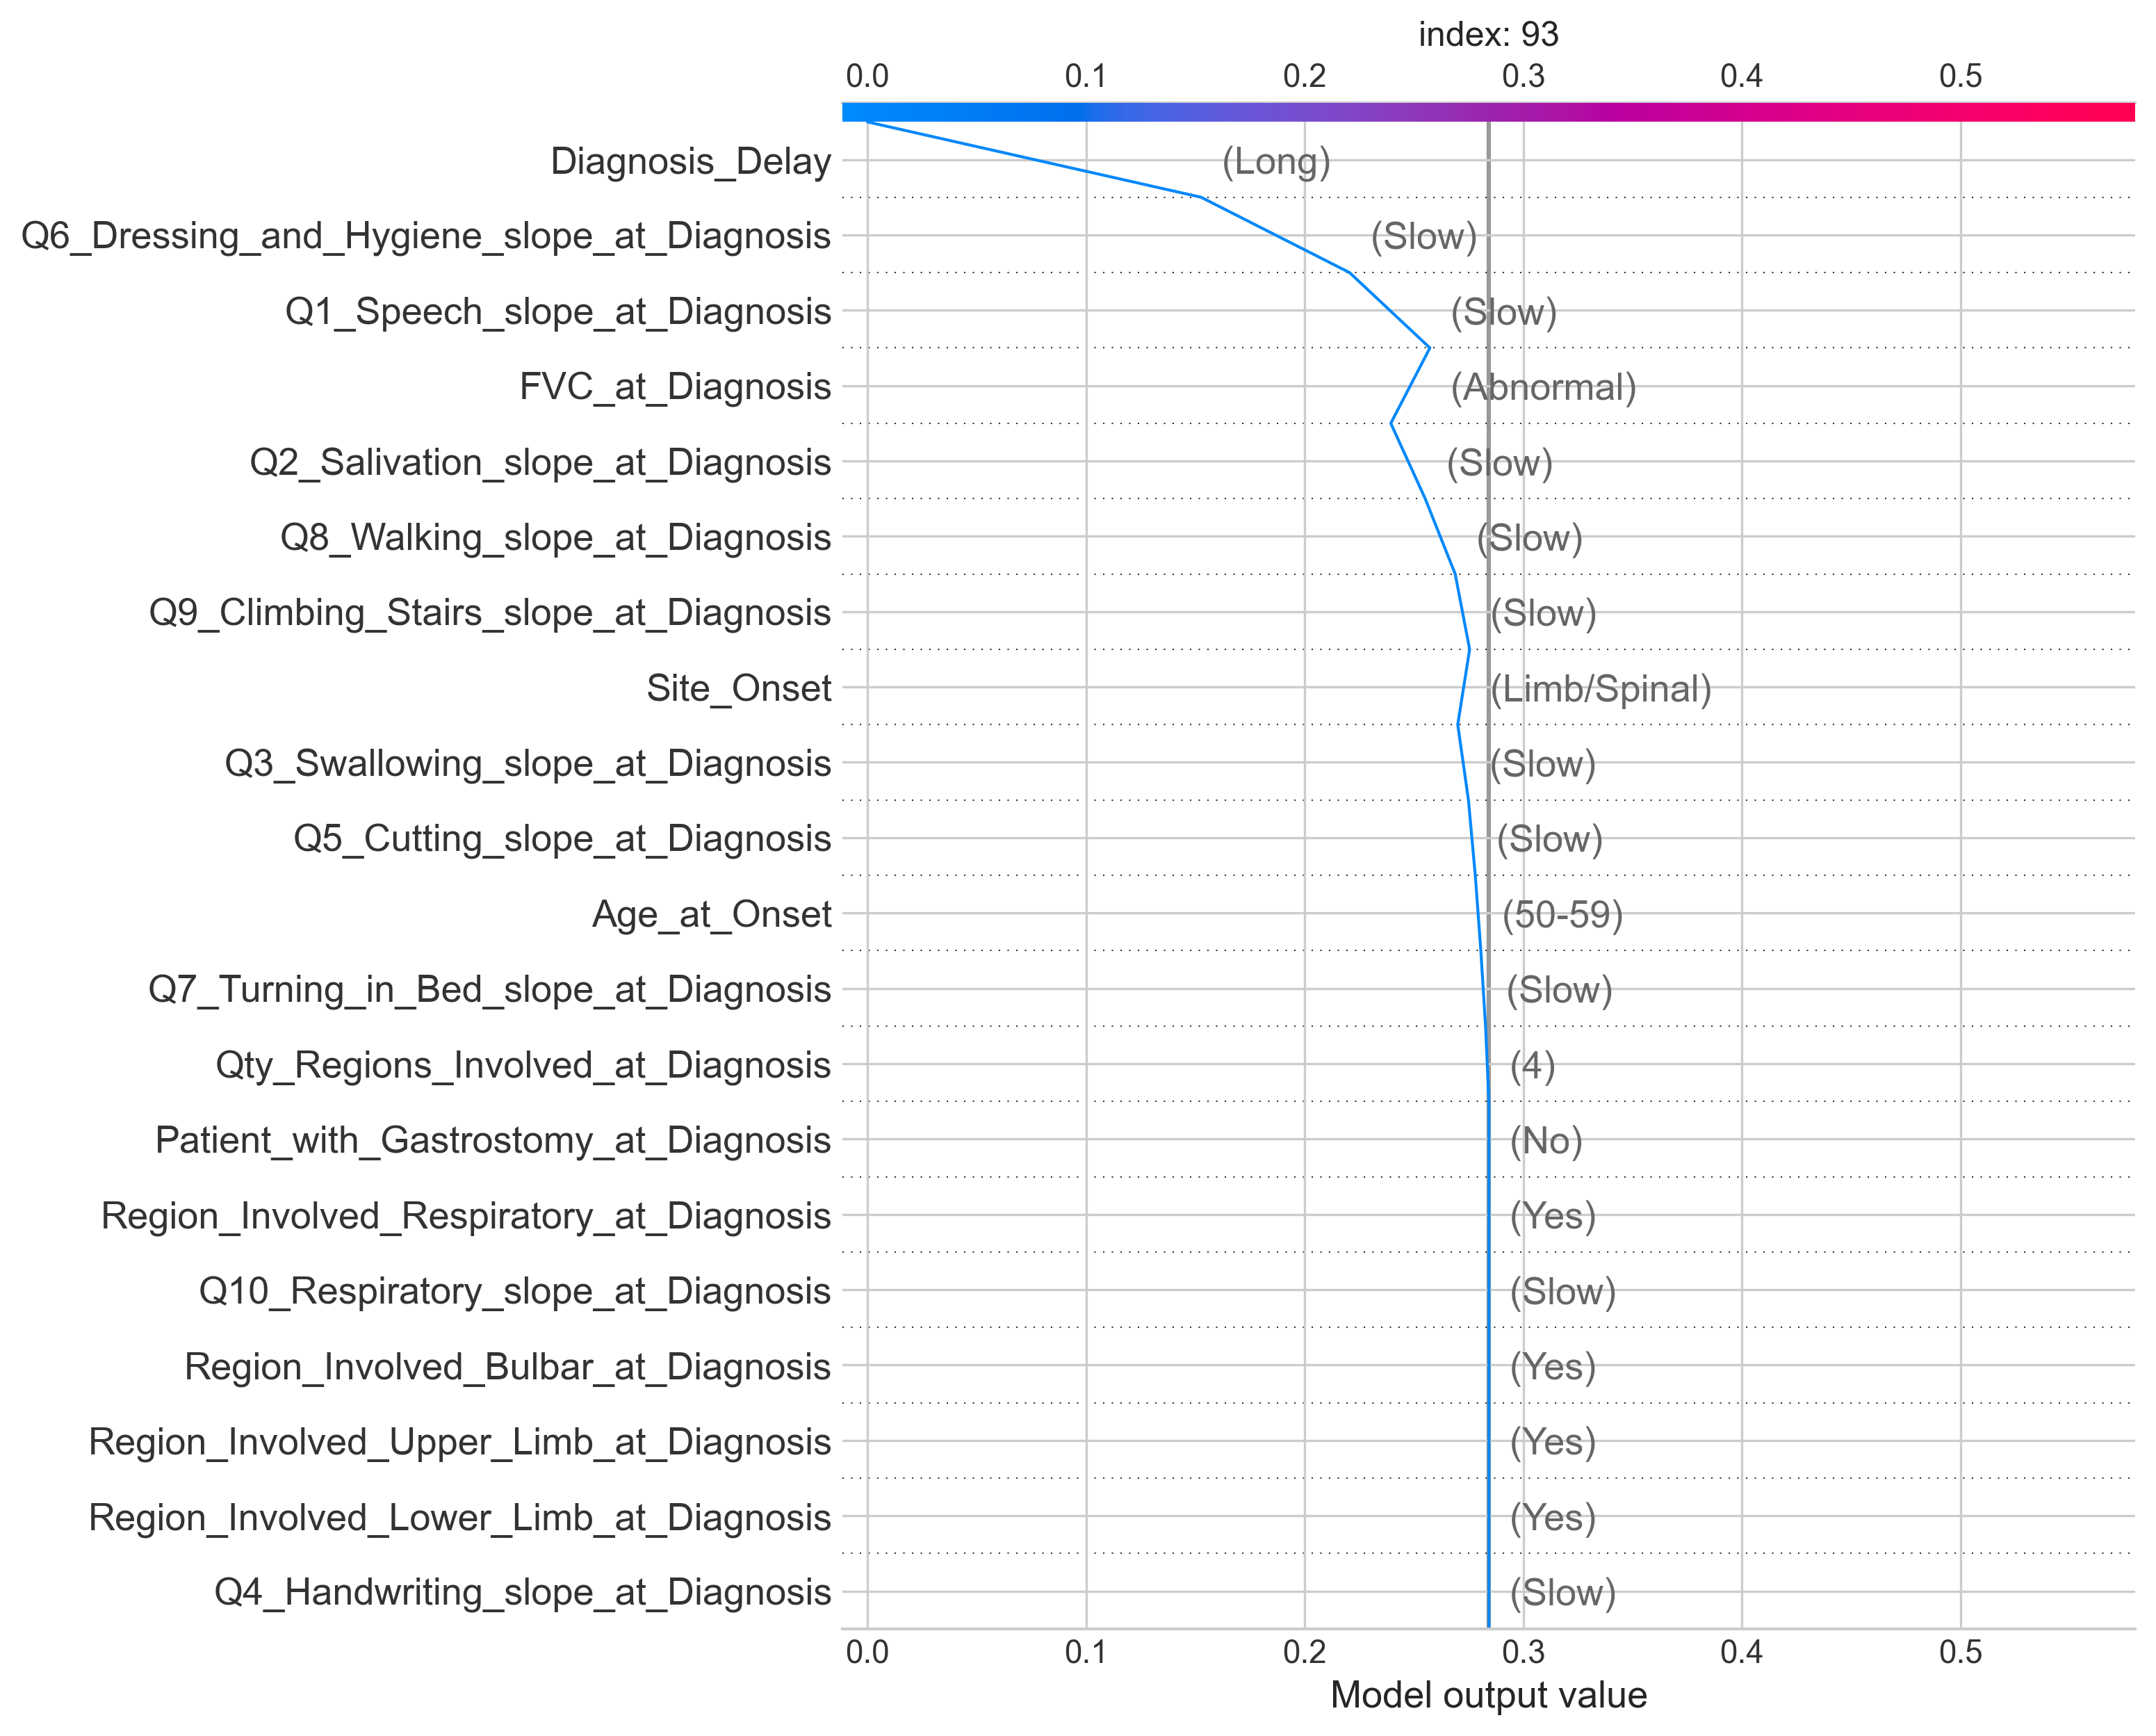 index: 93
0.0 0.1 0.2 0.3 0.4 0.5
Diagnosis_Delay (Long)
Q6_Dressing_and_Hygiene_slope_at_Diagnosis (Slow)
Q1_Speech_slope_at_Diagnosis (Slow)
FVC_at_Diagnosis (Abnormal)
Q2_Salivation_slope_at_Diagnosis (Slow)
Q8_Walking_slope_at_Diagnosis (Slow)
Q9_Climbing_Stairs_slope_at_Diagnosis (Slow)
Site_Onset (Limb/Spinal)
Q3_Swallowing_slope_at_Diagnosis (Slow)
Q5_Cutting_slope_at_Diagnosis (Slow)
Age_at_Onset (50-59)
Q7_Turning_in_Bed_slope_at_Diagnosis (Slow)
Qty_Regions_Involved_at_Diagnosis (4)
Patient_with_Gastrostomy_at_Diagnosis (No)
Region_Involved_Respiratory_at_Diagnosis (Yes)
Q10_Respiratory_slope_at_Diagnosis (Slow)
Region_Involved_Bulbar_at_Diagnosis (Yes)
Region_Involved_Upper_Limb_at_Diagnosis (Yes)
Region_Involved_Lower_Limb_at_Diagnosis (Yes)
Q4_Handwriting_slope_at_Diagnosis (Slow)
0.0 0.1 0.2 0.3 0.4 0.5
Model output value